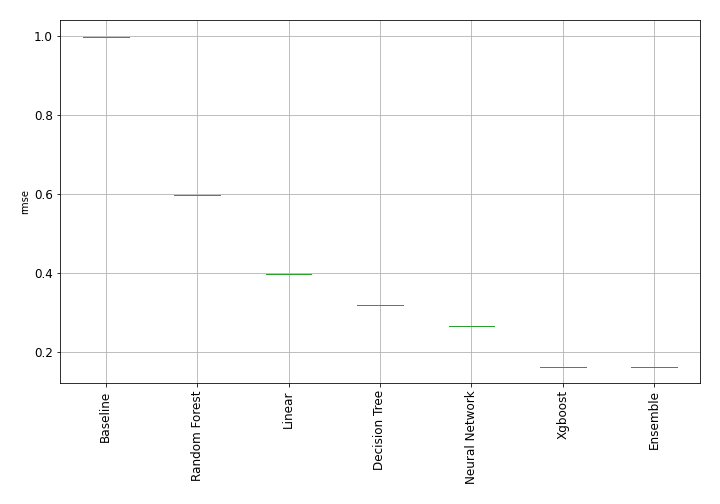 1.0
0.8
0.6
0.4
0.2
rmse
Baseline
Random Forest
Linear
Decision Tree
Neural Network
Xgboost
Ensemble